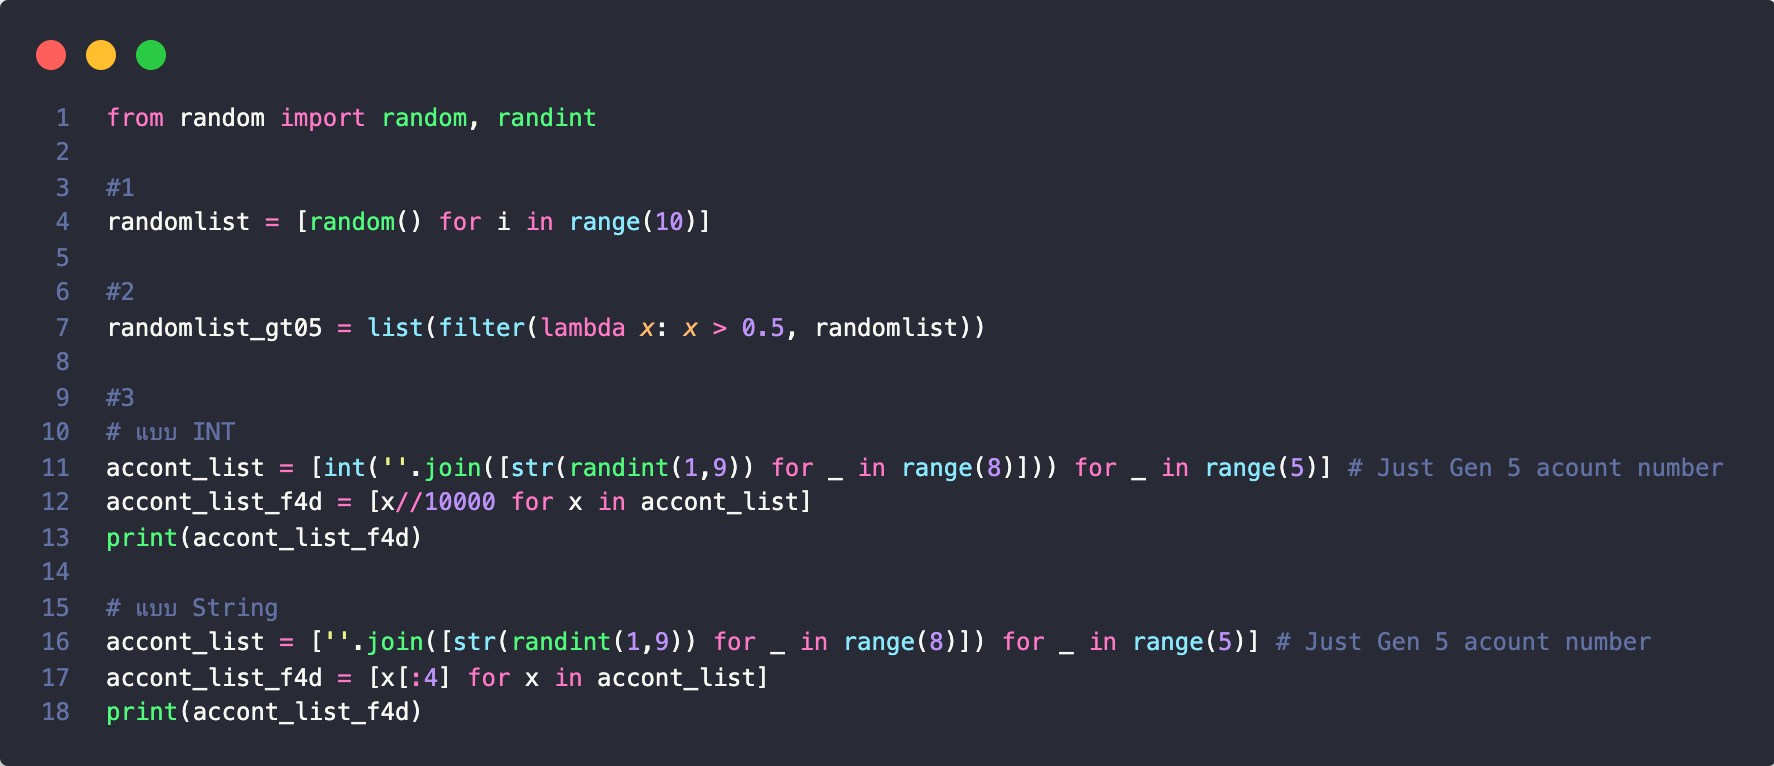 1 from random import random, randint
2
3 #1
4 randomlist = [random() for i in range(10)]
5
6 #2
7 randomlist_gt05 = list(filter(lambda x: x > 0.5, randomlist))
8
9 #3
10 # แบบ INT
11 accont_list = [int(''.join([str(randint(1,9)) for _ in range(8)])) for _ in range(5)] # Just Gen 5 acount number
12 accont_list_f4d = [x//10000 for x in accont_list]
13 print(accont_list_f4d)
14
15 # แบบ String
16 accont_list = [''.join([str(randint(1,9)) for _ in range(8)]) for _ in range(5)] # Just Gen 5 acount number
17 accont_list_f4d = [x[:4] for x in accont_list]
18 print(accont_list_f4d)